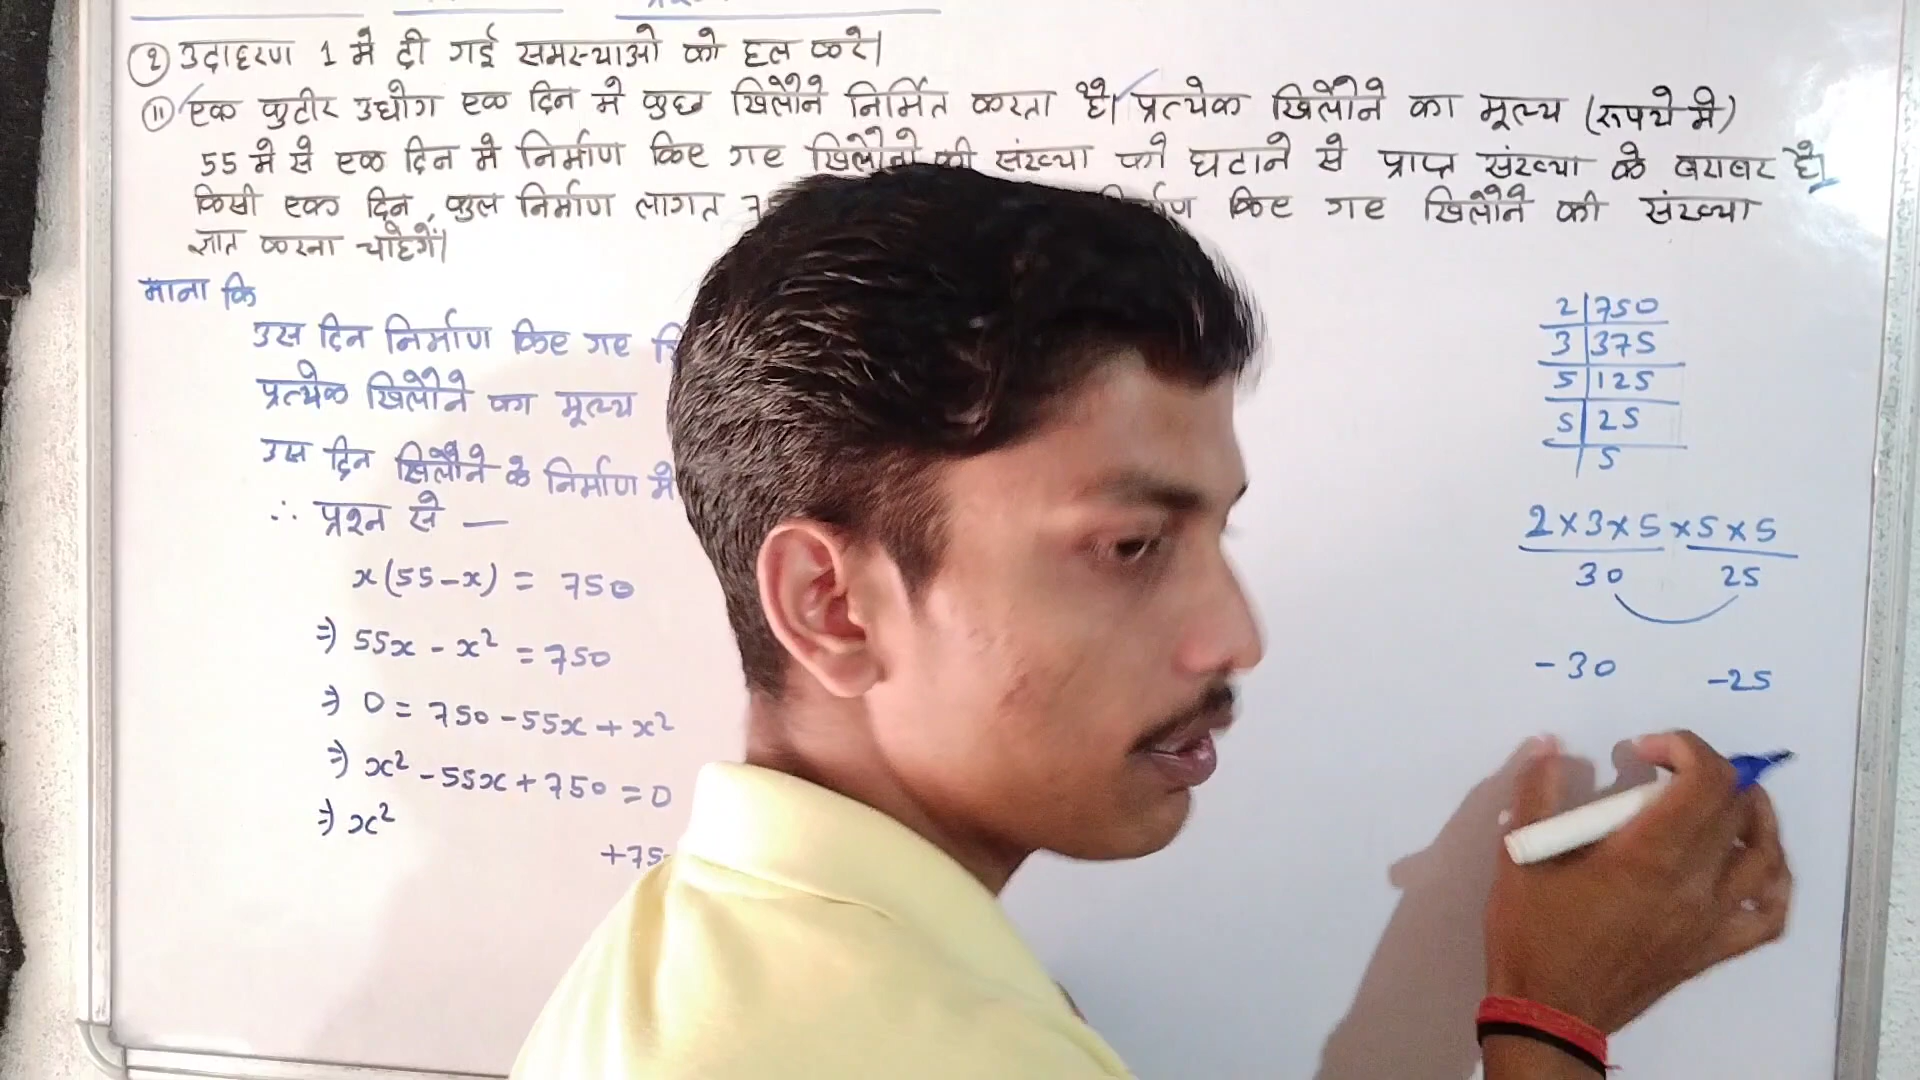 ② उदाहरण 1 मे दी गई समस्याओ को हल करे।
(ii) एक कुटीर उद्योग एक दिन मे कुछ खिलौने निर्मित करता है। प्रत्येक खिलौने का मूल्य (रूपये मे)
55 मे से एक दिन मे निर्माण किए गए खिलौनो की संख्या को घटाने से प्राप्त संख्या के बराबर है।
किसी एक दिन, कुल निर्माण लागत किए गए खिलौने की संख्या
ज्ञात करना चाहेगें।
माना कि
उस दिन निर्माण किए गए
प्रत्येक खिलौने का मूल्य
उस दिन खिलौने के निर्माण मे
∴ प्रश्न से —
x(55-x) = 750
⇒ 55x - x² = 750
⇒ 0 = 750 - 55x + x²
⇒ x² - 55x + 750 = 0
⇒ x²
2|750
3|375
5|125
5|25
|5
2×3×5×5×5
30 25
-30 -25